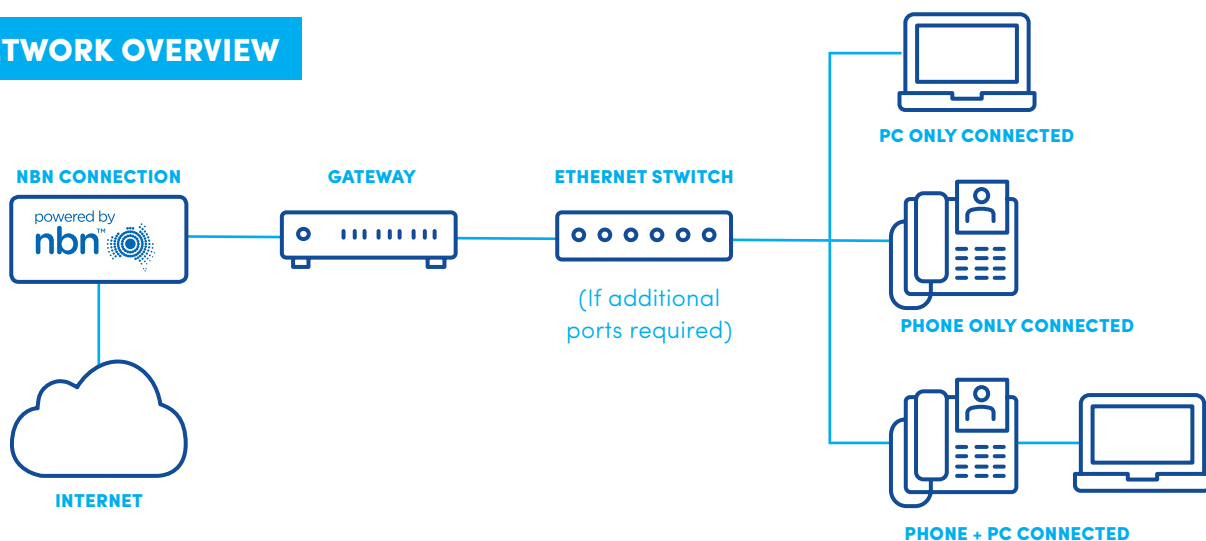 TWORK OVERVIEW
PC ONLY CONNECTED
NBN CONNECTION
GATEWAY
ETHERNET STWITCH
powered by
nbn™
(If additional
ports required)
PHONE ONLY CONNECTED
INTERNET
PHONE + PC CONNECTED